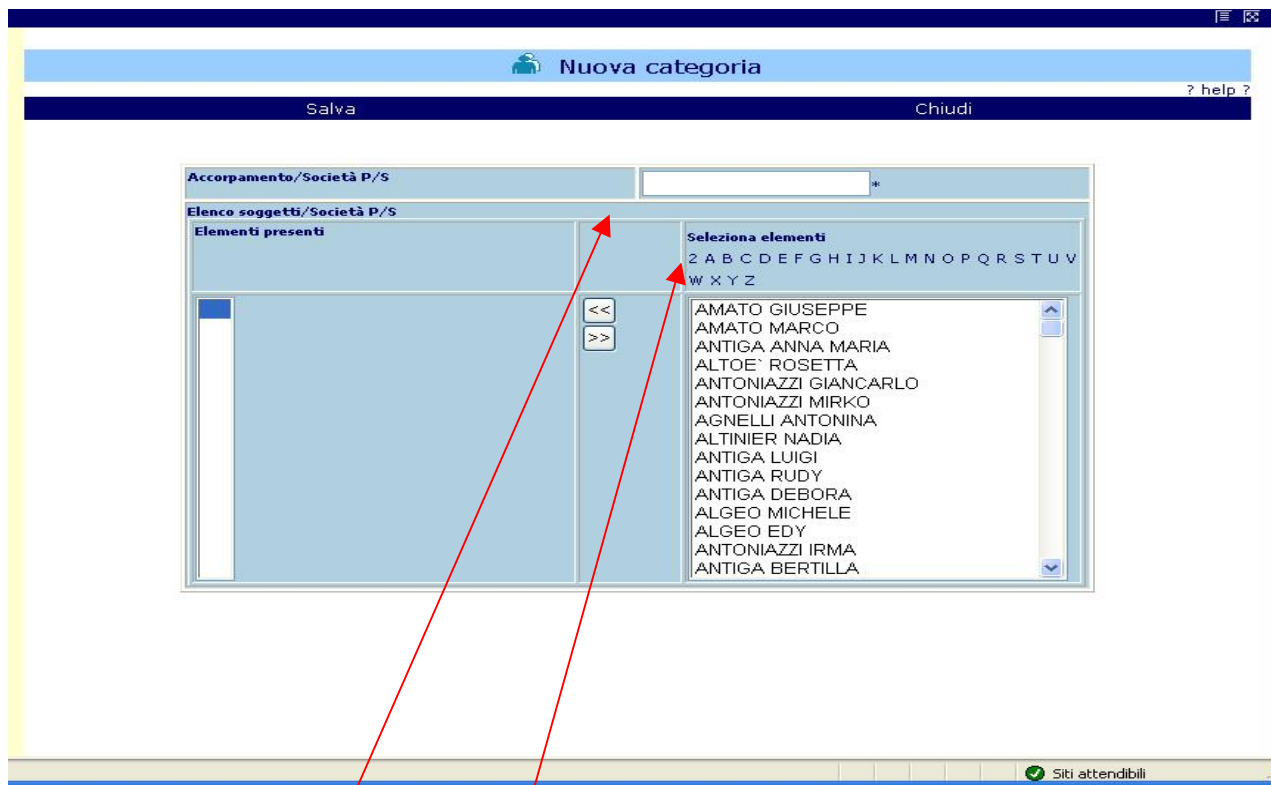 Nuova categoria
? help ?
Salva Chiudi
Accorpamento/Società P/S *
Elenco soggetti/Società P/S
Elementi presenti
Seleziona elementi
2 A B C D E F G H I J K L M N O P Q R S T U V
W X Y Z
<<
>>
AMATO GIUSEPPE
AMATO MARCO
ANTIGA ANNA MARIA
ALTOE` ROSETTA
ANTONIAZZI GIANCARLO
ANTONIAZZI MIRKO
AGNELLI ANTONINA
ALTINIER NADIA
ANTIGA LUIGI
ANTIGA RUDY
ANTIGA DEBORA
ALGEO MICHELE
ALGEO EDY
ANTONIAZZI IRMA
ANTIGA BERTILLA
Siti attendibili